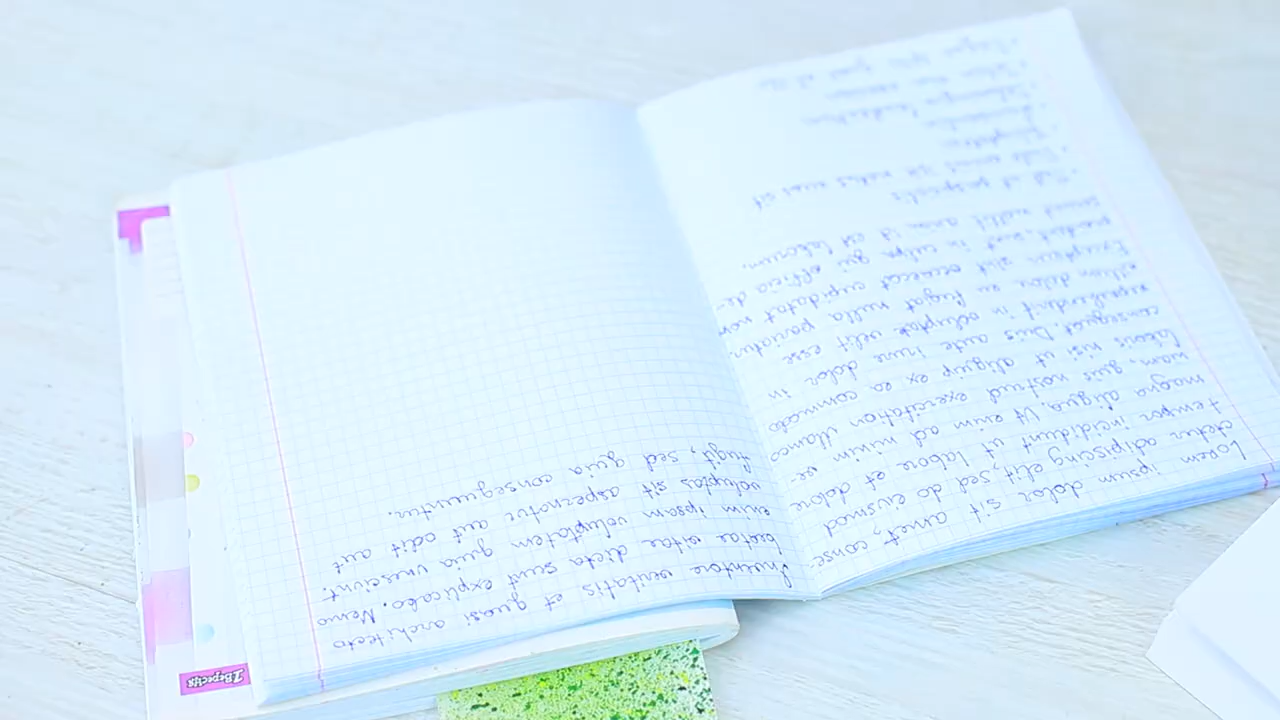 Lorem ipsum dolor sit amet, conse
ctetur adipiscing elit, sed do eiusmod
tempor incididunt ut labore et dolore
magna aliqua. Ut enim ad minim ve-
niam, quis nostrud exercitation ullamco
laboris nisi ut aliquip ex ea commodo
consequat. Duis aute irure dolor in
reprehenderit in voluptate velit esse
cillum dolore eu fugiat nulla pariatur.
Excepteur sint occaecat cupidatat non
proident, sunt in culpa qui officia de
serunt mollit anim id est laborum.
• Sed ut perspiciatis
• Unde omnis iste natus
Inventore veritatis et quasi architecto
beatae vitae dicta sunt explicabo. Nemo
enim ipsam voluptatem quia
voluptas sit aspernatur aut odit aut
fugit, sed quia consequuntur.
1Вересня